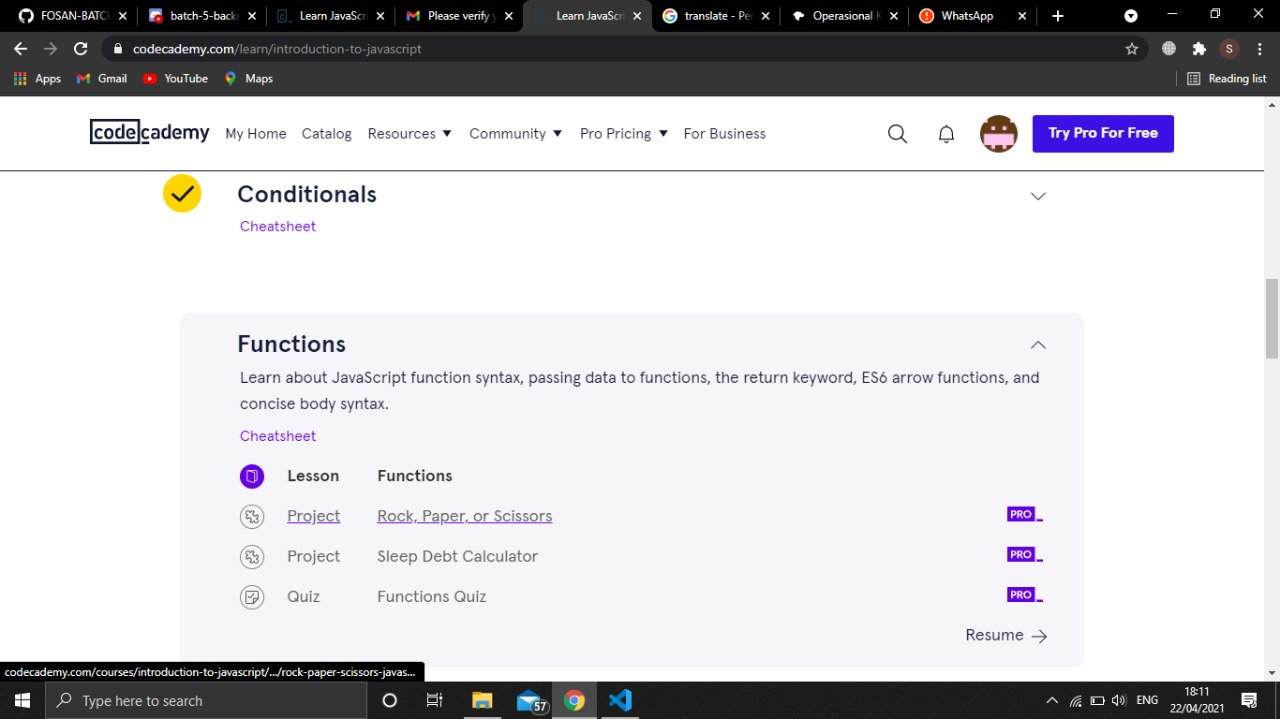 FOSAN-BATCH
batch-5-back
Learn JavaScr
Please verify y
Learn JavaScr
translate - Pe
Operasional K
WhatsApp
codecademy.com/learn/introduction-to-javascript
S
Apps
Gmail
YouTube
Maps
Reading list
codecademy
My Home
Catalog
Resources
Community
Pro Pricing
For Business
Try Pro For Free
Conditionals
Cheatsheet
Functions
Learn about JavaScript function syntax, passing data to functions, the return keyword, ES6 arrow functions, and
concise body syntax.
Cheatsheet
Lesson Functions
Project Rock, Paper, or Scissors PRO
Project Sleep Debt Calculator PRO
Quiz Functions Quiz PRO
Resume
codecademy.com/courses/introduction-to-javascript/.../rock-paper-scissors-javas...
Type here to search
57
ENG
18:11
22/04/2021